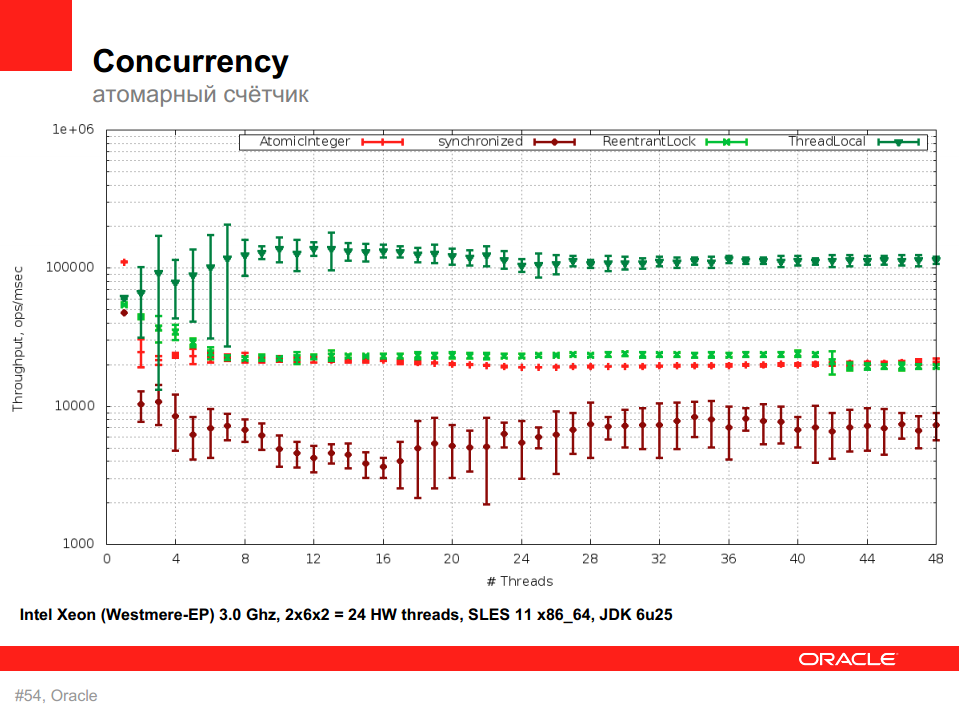 Concurrency
атомарный счётчик
AtomicInteger synchronized ReentrantLock ThreadLocal
1e+06
100000
10000
1000
Throughput, ops/msec
0 4 8 12 16 20 24 28 32 36 40 44 48
# Threads
Intel Xeon (Westmere-EP) 3.0 Ghz, 2x6x2 = 24 HW threads, SLES 11 x86_64, JDK 6u25
ORACLE
#54, Oracle